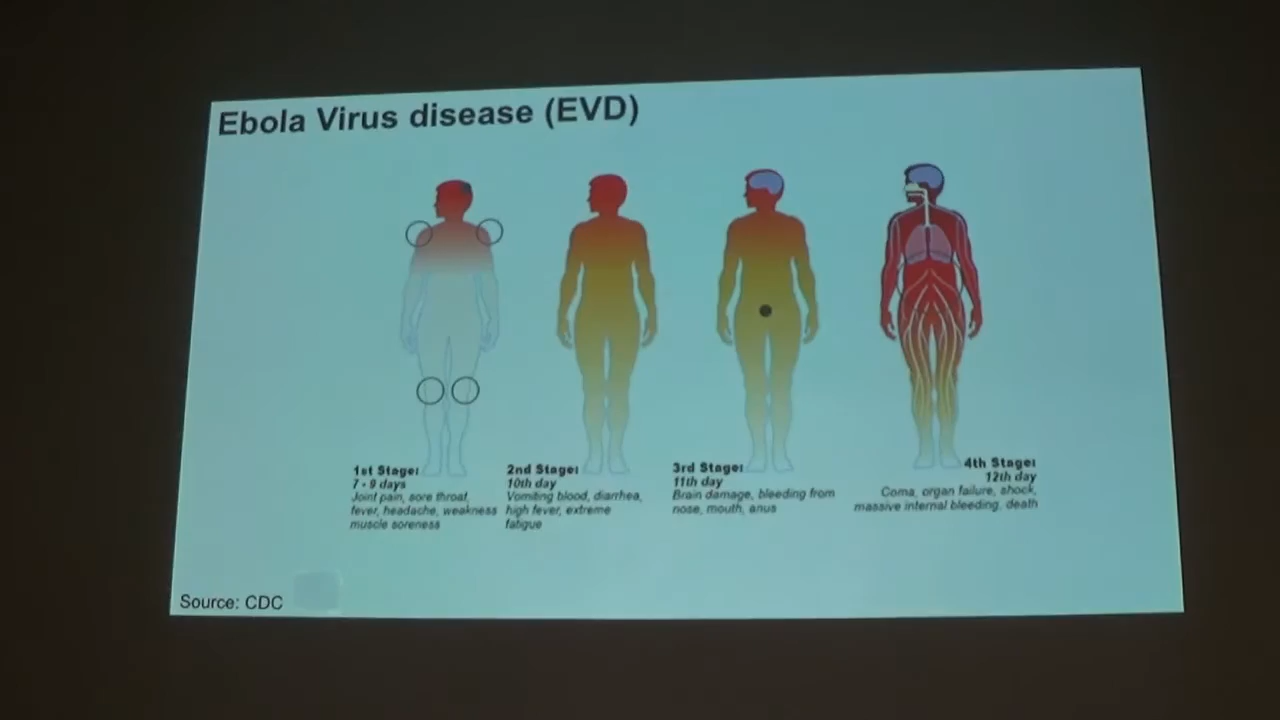 Ebola Virus disease (EVD)
1st Stage:
7 - 9 days
Joint pain, sore throat,
fever, headache, weakness
muscle soreness
2nd Stage:
10th day
Vomiting blood, diarrhea,
high fever, extreme
fatigue
3rd Stage:
11th day
Brain damage, bleeding from
nose, mouth, anus
4th Stage:
12th day
Coma, organ failure, shock,
massive internal bleeding, death
Source: CDC